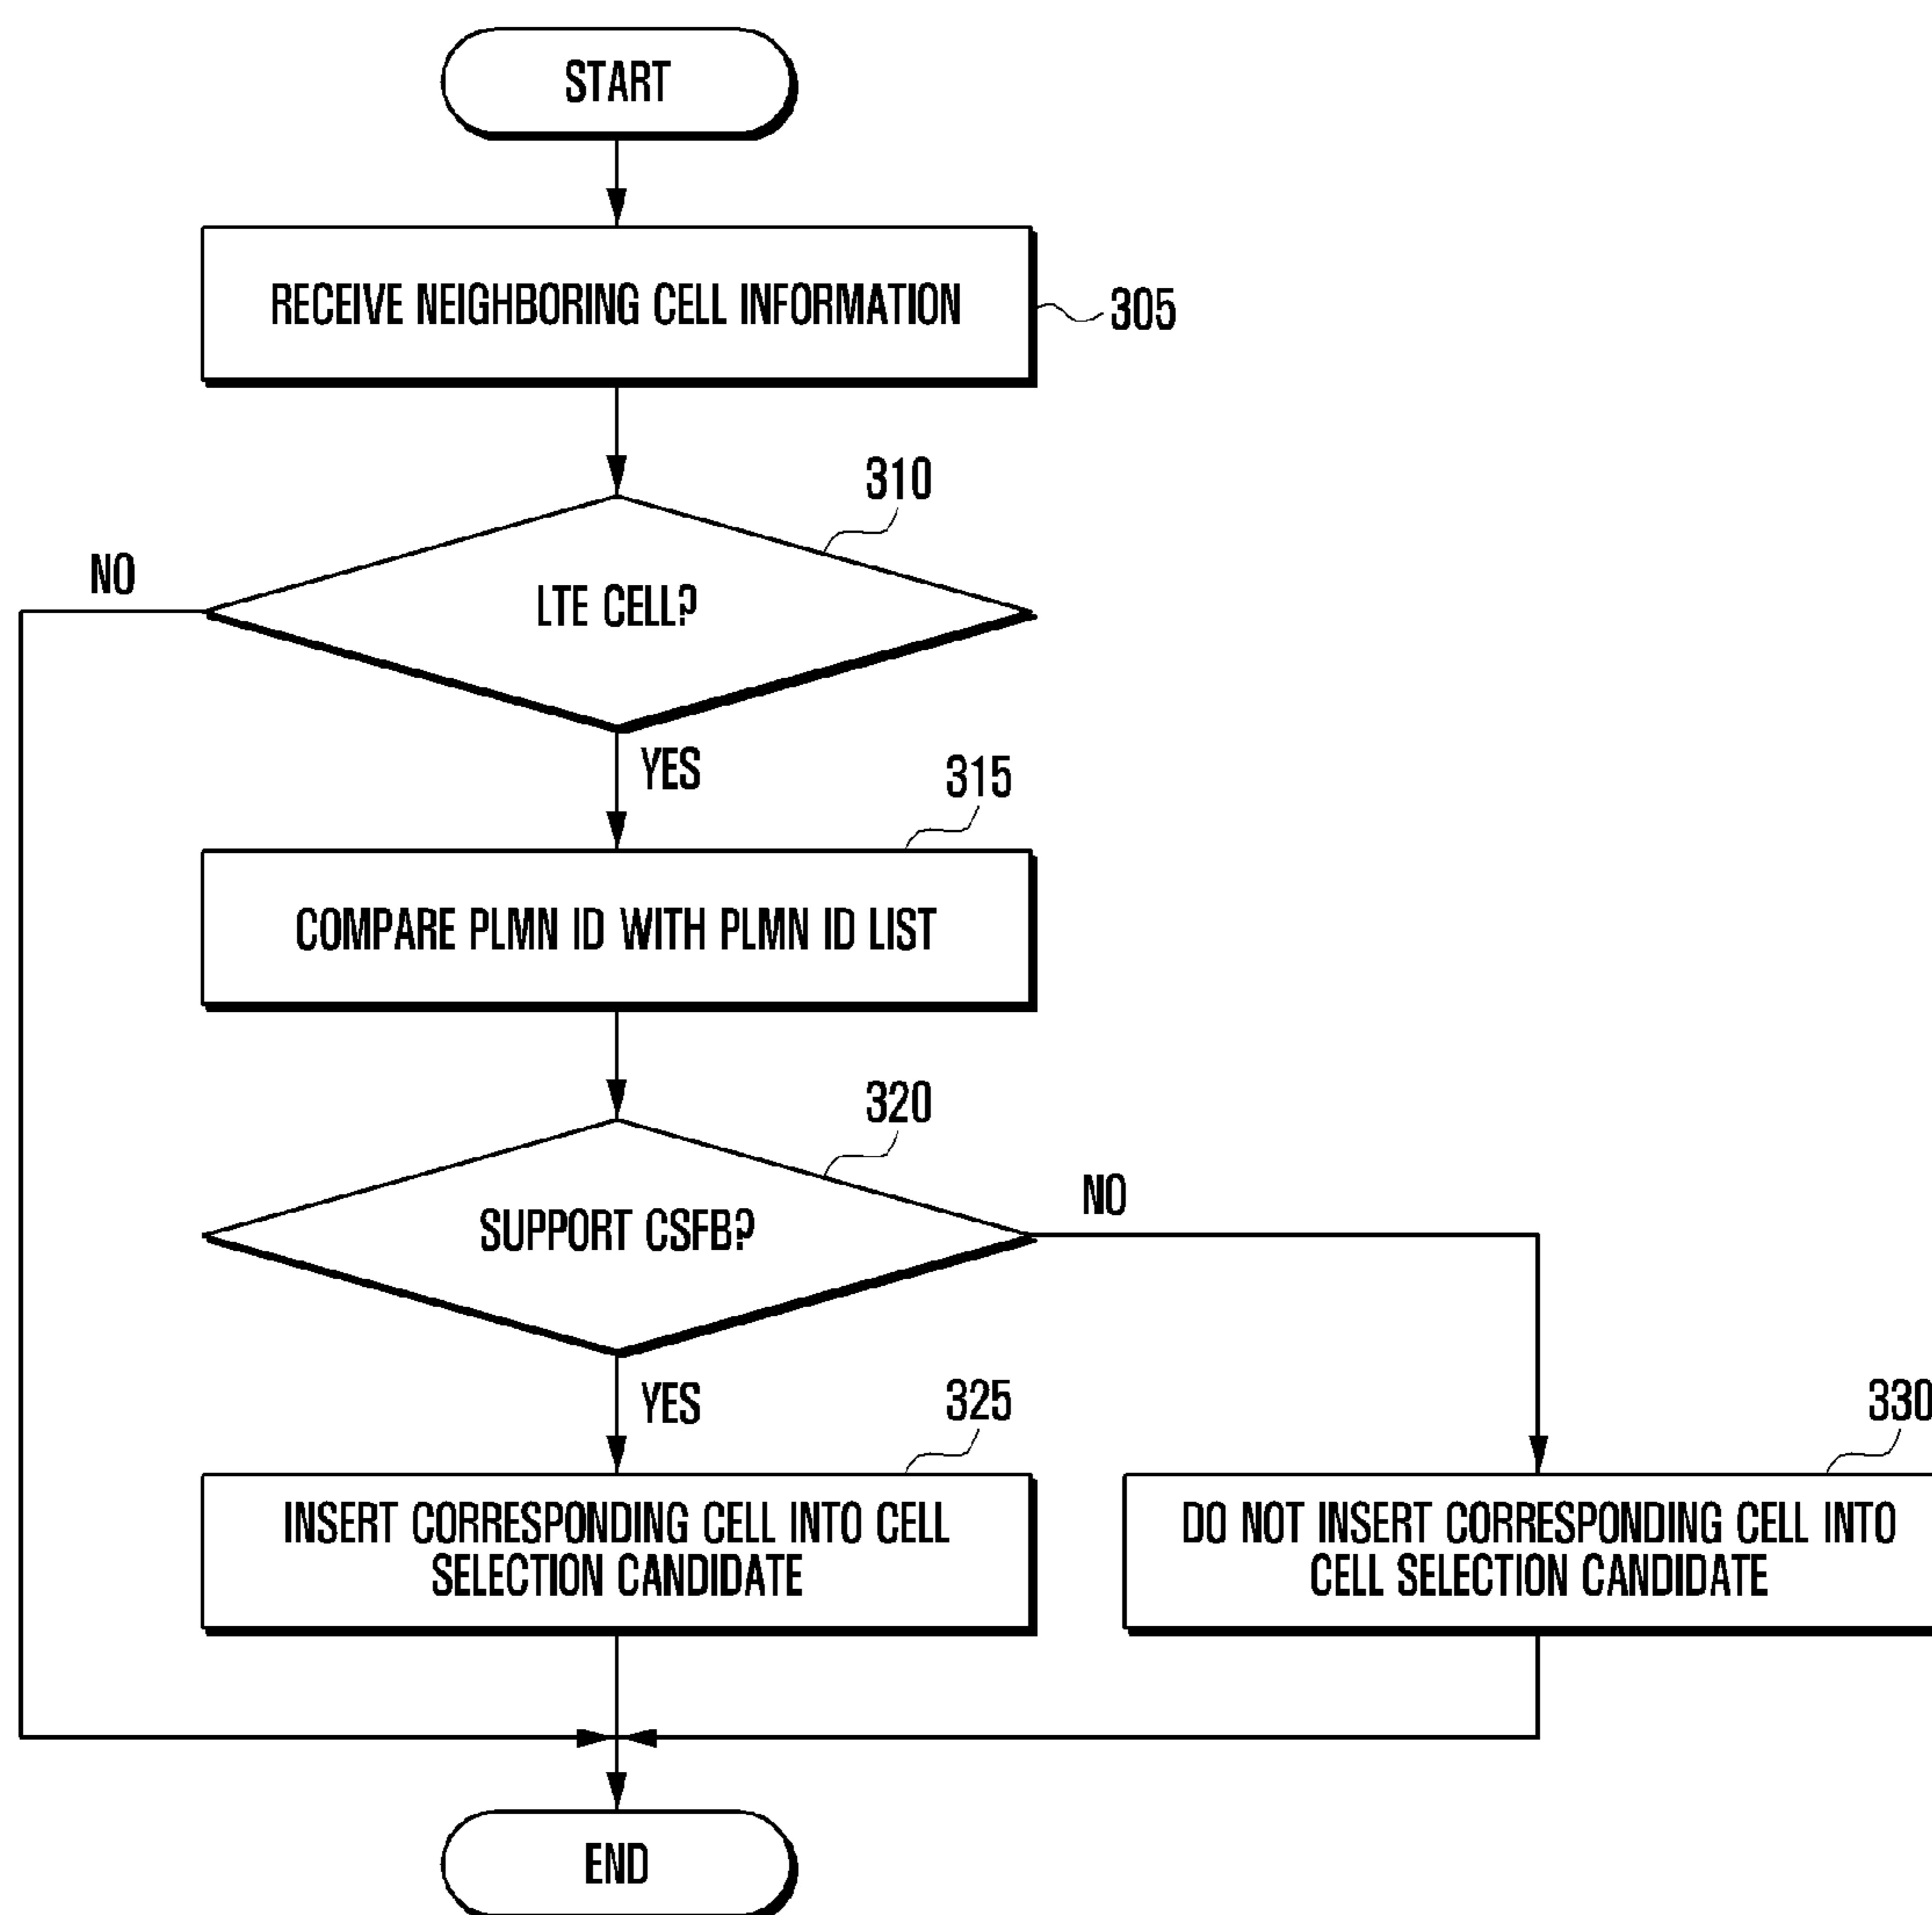 START
RECEIVE NEIGHBORING CELL INFORMATION
305
310
NO
LTE CELL?
YES
315
COMPARE PLMN ID WITH PLMN ID LIST
320
NO
SUPPORT CSFB?
YES
325
330
INSERT CORRESPONDING CELL INTO CELL
SELECTION CANDIDATE
DO NOT INSERT CORRESPONDING CELL INTO
CELL SELECTION CANDIDATE
END